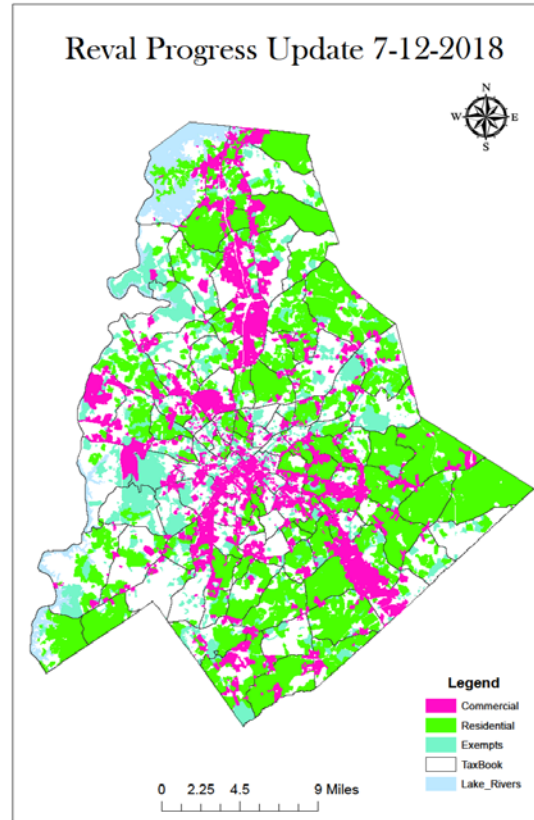 Reval Progress Update 7-12-2018
N
W E
S
Legend
Commercial
Residential
Exempts
TaxBook
Lake_Rivers
0 2.25 4.5 9 Miles